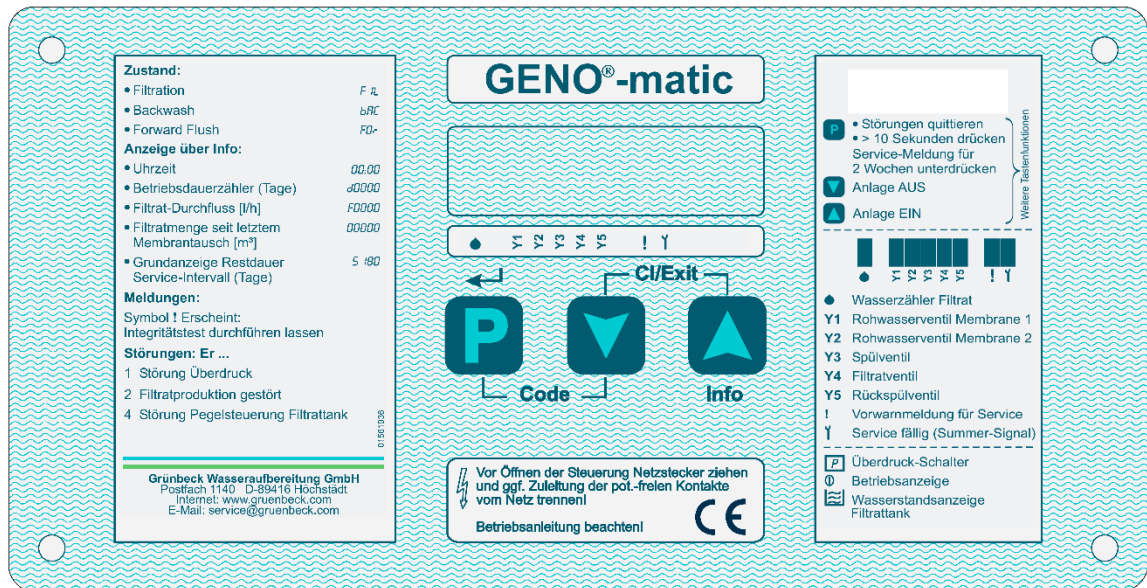 Zustand:
• Filtration FIL
• Backwash bAC
• Forward Flush F0r
Anzeige über Info:
• Uhrzeit 00:00
• Betriebsdauerzähler (Tage) d0000
• Filtrat-Durchfluss [l/h] F0000
• Filtratmenge seit letztem 00000
Membrantausch [m³]
• Grundanzeige Restdauer S 180
Service-Intervall (Tage)
Meldungen:
Symbol ! Erscheint:
Integritätstest durchführen lassen
Störungen: Er ...
1 Störung Überdruck
2 Filtratproduktion gestört
4 Störung Pegelsteuerung Filtrattank
01561036
Grünbeck Wasseraufbereitung GmbH
Postfach 1140 D-89416 Höchstädt
Internet: www.gruenbeck.com
E-Mail: service@gruenbeck.com
GENO®-matic
Y1 Y2 Y3 Y4 Y5 !
Cl/Exit
P
Code
Info
Vor Öffnen der Steuerung Netzstecker ziehen
und ggf. Zuleitung der pot.-freien Kontakte
vom Netz trennen!
Betriebsanleitung beachten!
CE
P • Störungen quittieren
• > 10 Sekunden drücken
Service-Meldung für
2 Wochen unterdrücken
Anlage AUS
Anlage EIN
Weitere Tastenfunktionen
Y1 Y2 Y3 Y4 Y5 !
Wasserzähler Filtrat
Y1 Rohwasserventil Membrane 1
Y2 Rohwasserventil Membrane 2
Y3 Spülventil
Y4 Filtratventil
Y5 Rückspülventil
! Vorwarnmeldung für Service
Service fällig (Summer-Signal)
P Überdruck-Schalter
Betriebsanzeige
Wasserstandsanzeige
Filtrattank